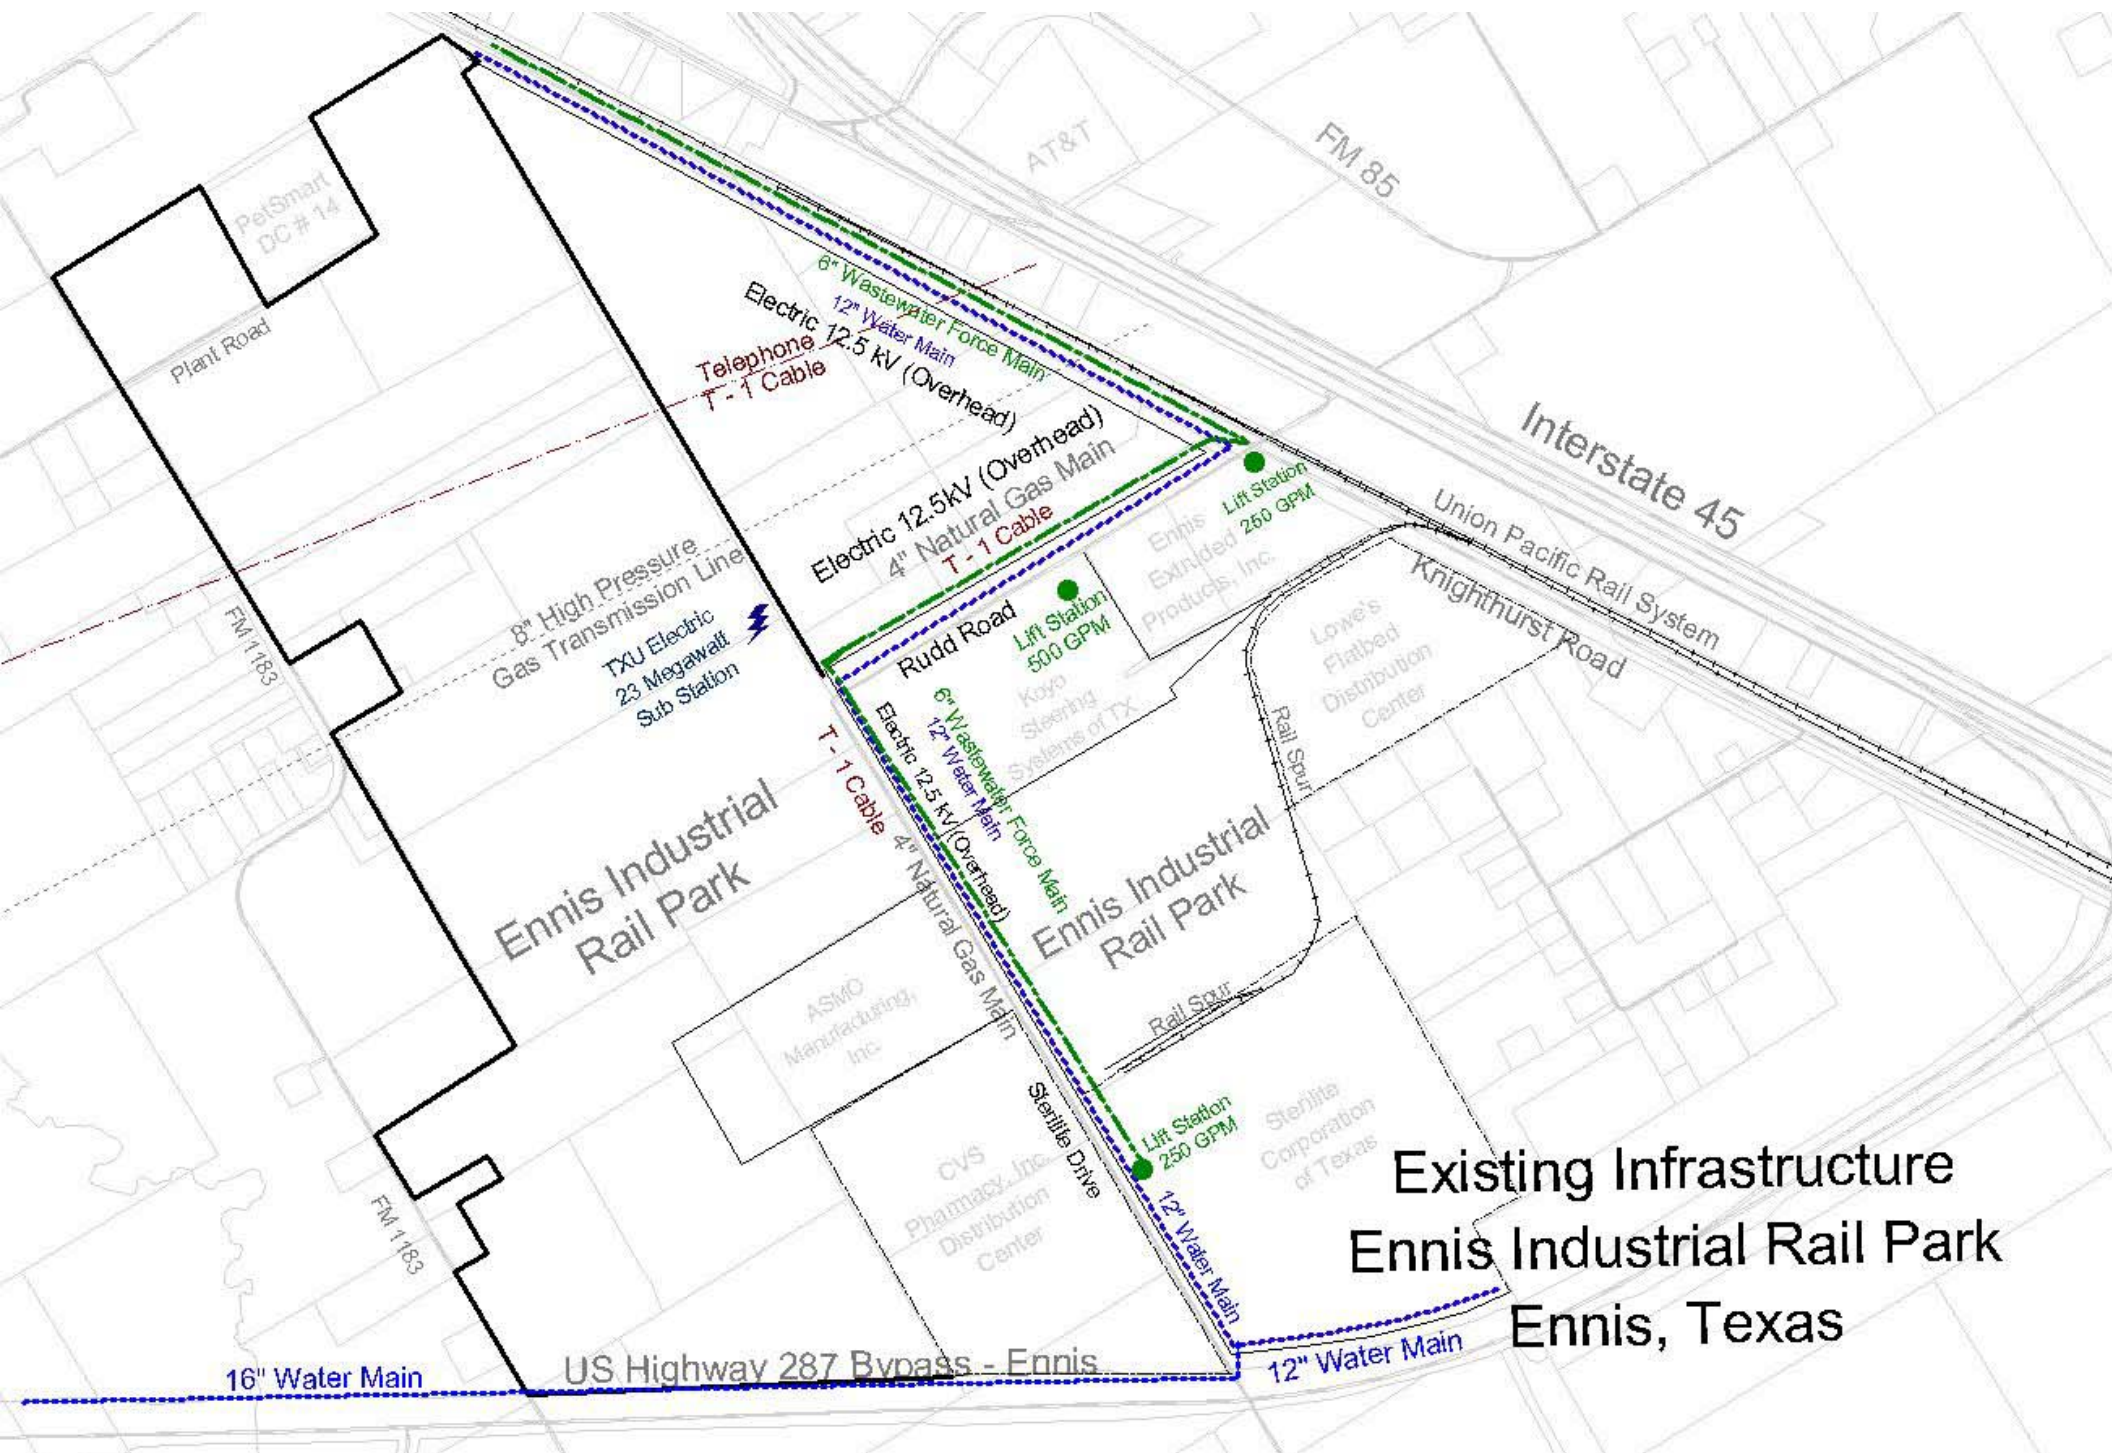 AT&T
FM 85
PetSmart
DC # 14
Plant Road
6" Wastewater Force Main
12" Water Main
Electric 12.5 kV (Overhead)
Telephone
T - 1 Cable
Electric 12.5kV (Overhead)
4" Natural Gas Main
T - 1 Cable
Interstate 45
Union Pacific Rail System
Knighthurst Road
Lift Station
250 GPM
Ennis
Extruded
Products, Inc.
8" High Pressure
Gas Transmission Line
TXU Electric
23 Megawatt
Sub Station
FM 1183
Rudd Road
Lift Station
500 GPM
Koyo
Steering
Systems of TX
Lowe's
Flatbed
Distribution
Center
Rail Spur
T - 1 Cable
Electric 12.5 kV (Overhead)
6" Wastewater Force Main
12" Water Main
4" Natural Gas Main
Ennis Industrial
Rail Park
Ennis Industrial
Rail Park
ASMO
Manufacturing,
Inc.
Rail Spur
Sterilite Drive
Lift Station
250 GPM
Sterilite
Corporation
of Texas
CVS
Pharmacy, Inc.
Distribution
Center
FM 1183
12" Water Main
Existing Infrastructure
Ennis Industrial Rail Park
Ennis, Texas
16" Water Main
US Highway 287 Bypass - Ennis
12" Water Main